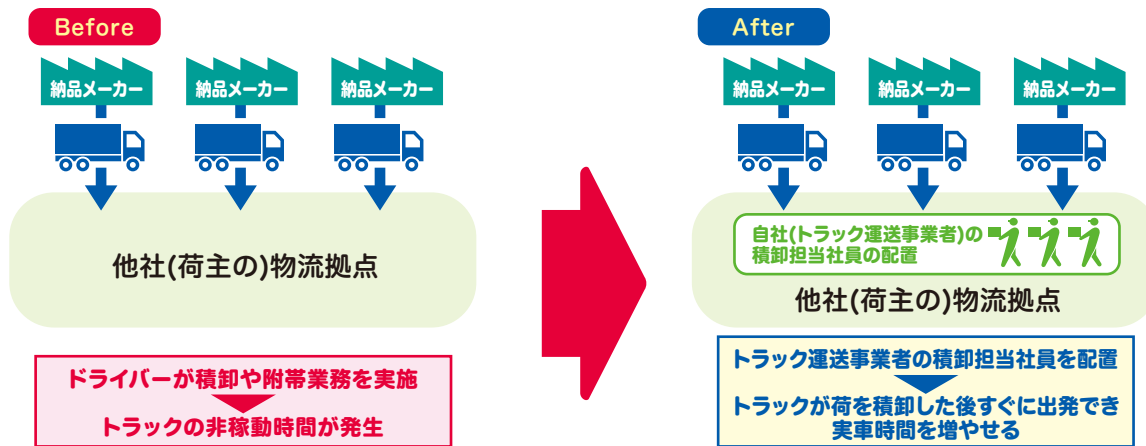 Before
納品メーカー
納品メーカー
納品メーカー
他社(荷主の)物流拠点
ドライバーが積卸や附帯業務を実施
トラックの非稼動時間が発生
After
納品メーカー
納品メーカー
納品メーカー
自社(トラック運送事業者)の
積卸担当社員の配置
他社(荷主の)物流拠点
トラック運送事業者の積卸担当社員を配置
トラックが荷を積卸した後すぐに出発でき
実車時間を増やせる